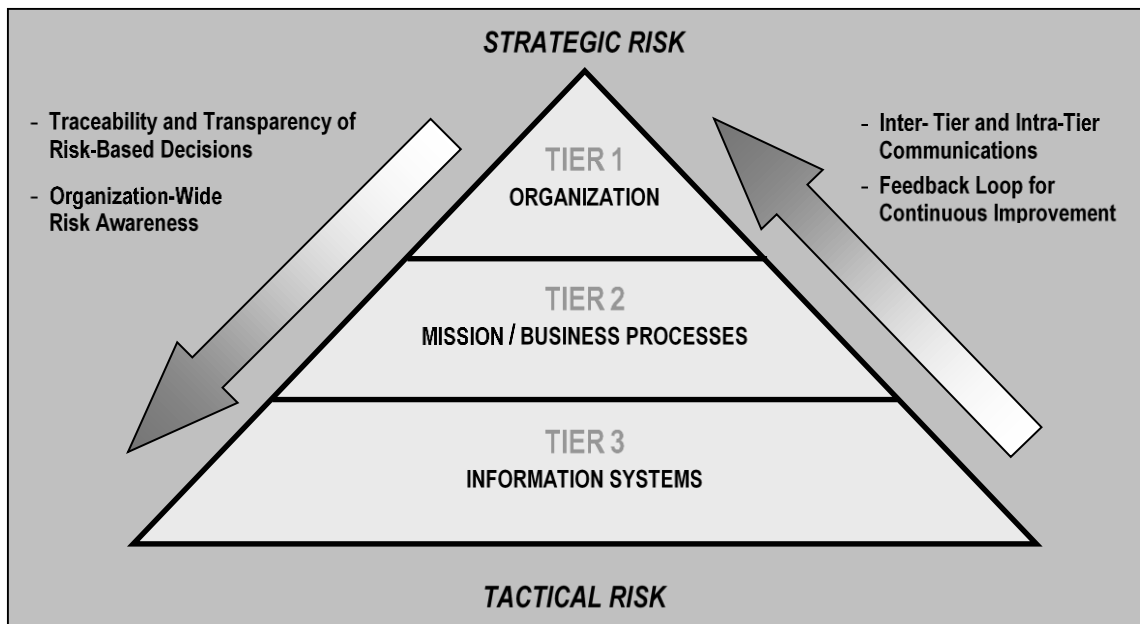 STRATEGIC RISK
- Traceability and Transparency of
Risk-Based Decisions
- Organization-Wide
Risk Awareness
- Inter- Tier and Intra-Tier
Communications
- Feedback Loop for
Continuous Improvement
TIER 1
ORGANIZATION
TIER 2
MISSION / BUSINESS PROCESSES
TIER 3
INFORMATION SYSTEMS
TACTICAL RISK